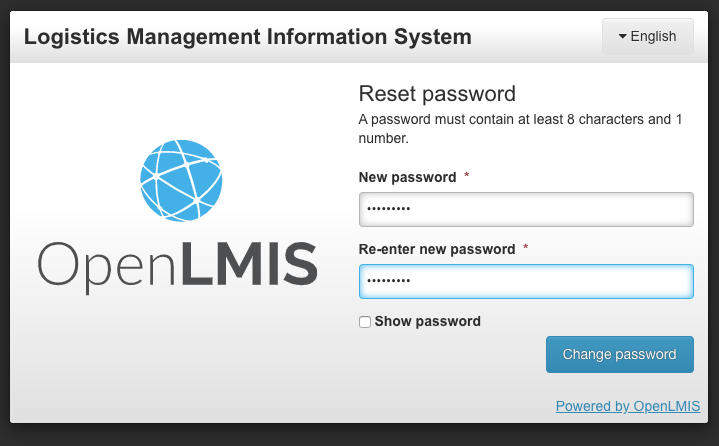 Logistics Management Information System
English
OpenLMIS
Reset password
A password must contain at least 8 characters and 1
number.
New password *
•••••••••
Re-enter new password *
•••••••••
Show password
Change password
Powered by OpenLMIS